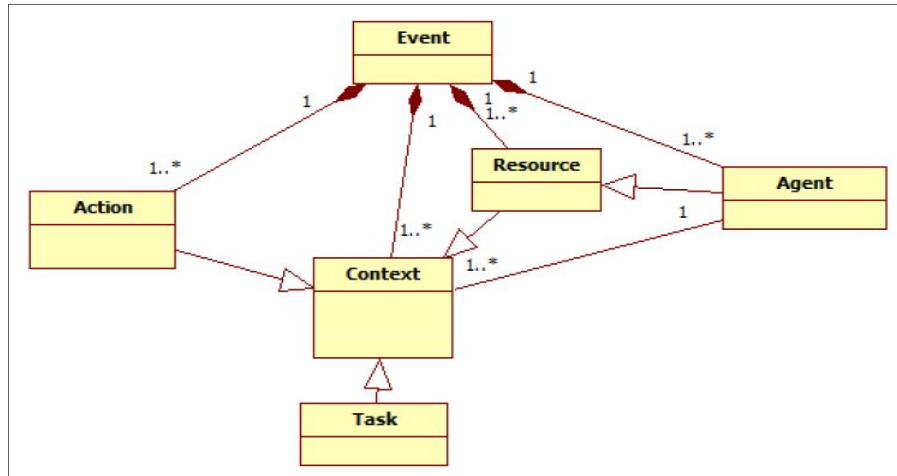 Event
1
1
1
1
1..*
1..*
1..*
Resource
Agent
Action
1
1..*
1..*
Context
Task